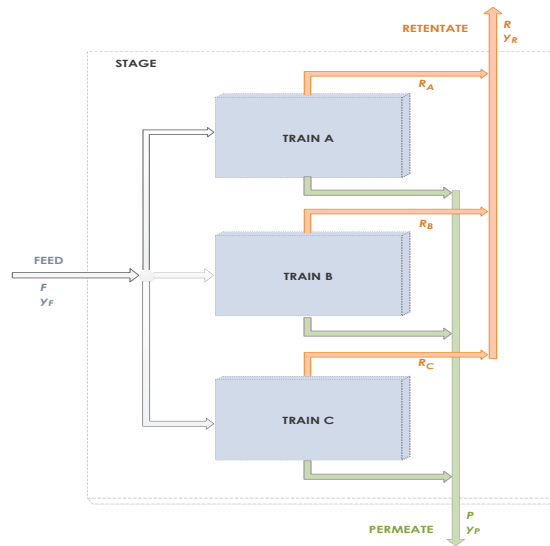 RETENTATE
R
yR
STAGE
RA
TRAIN A
RB
FEED
F
yF
TRAIN B
RC
TRAIN C
P
yP
PERMEATE